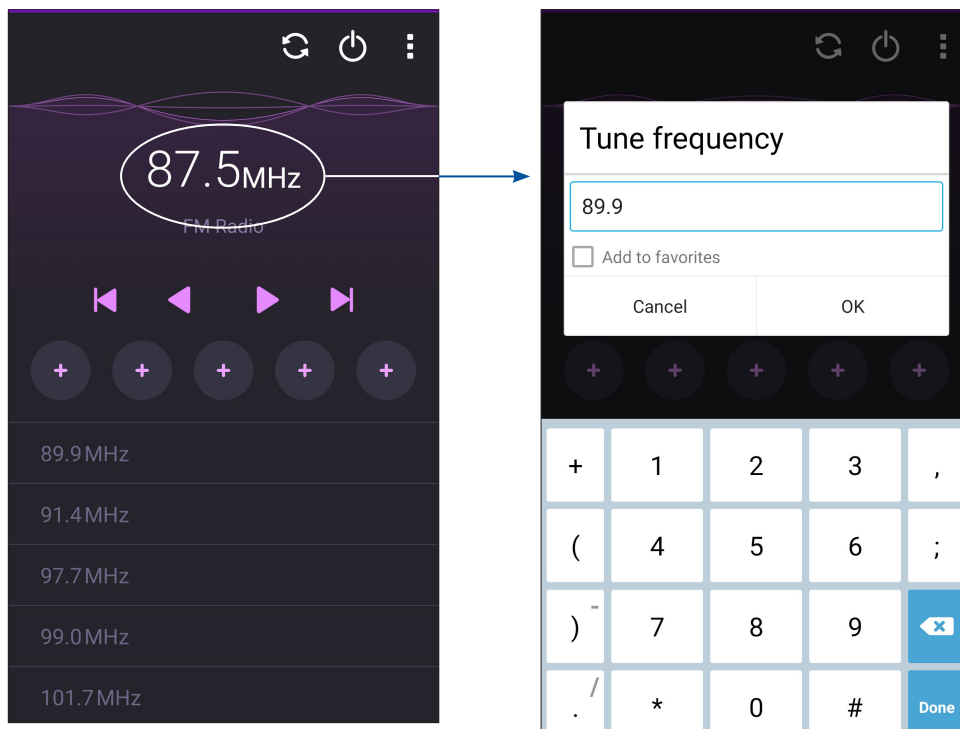 87.5MHz
FM Radio
+ + + + +
89.9MHz
91.4MHz
97.7MHz
99.0MHz
101.7MHz
Tune frequency
89.9
Add to favorites
Cancel OK
+ + + + +
+ 1 2 3 ,
( 4 5 6 ;
) - 7 8 9
. / * 0 # Done